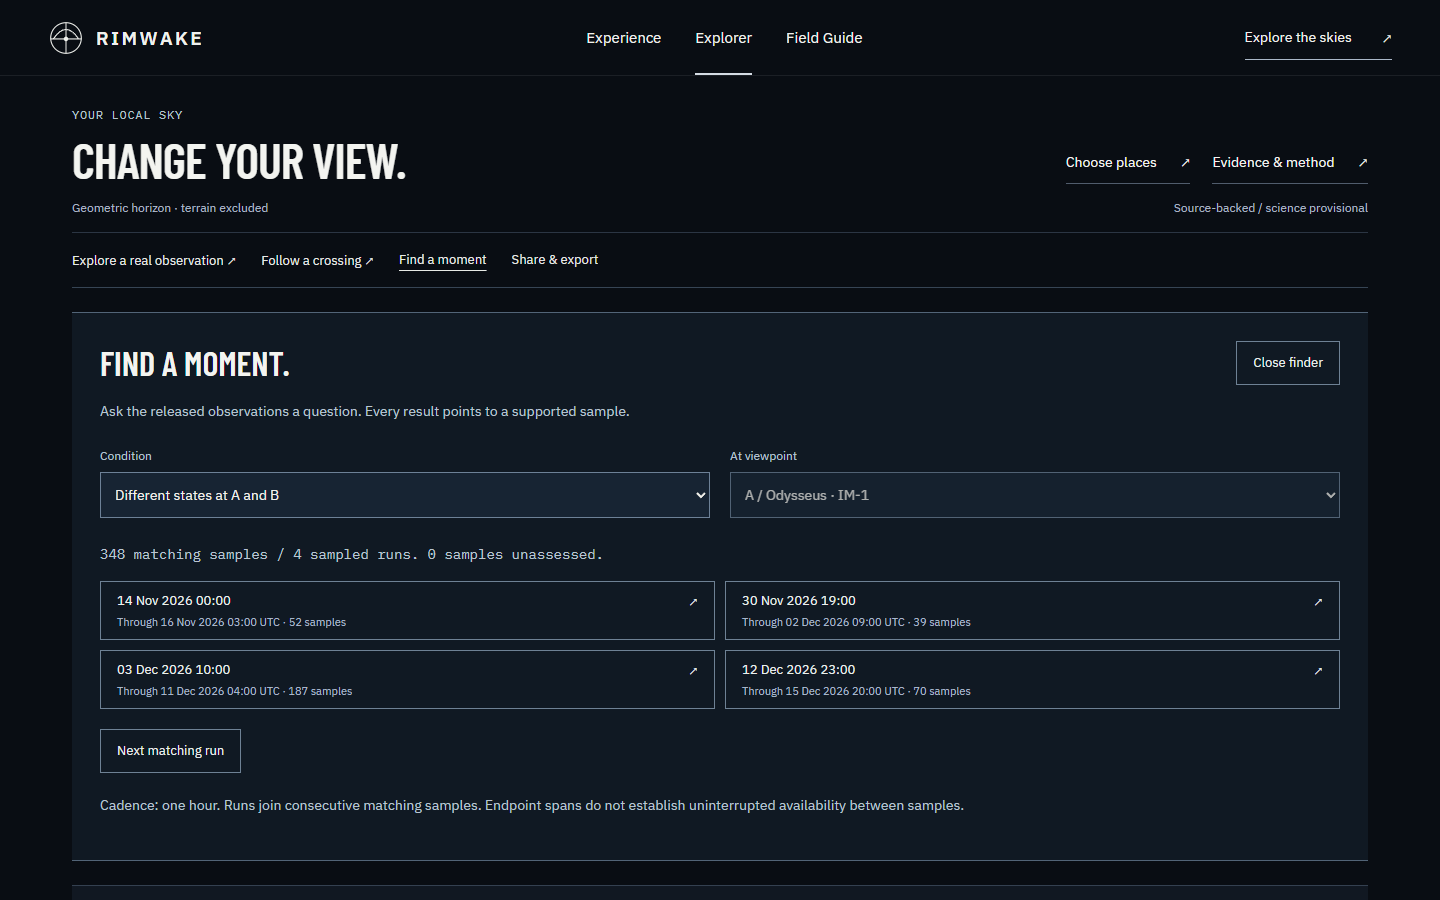 RIMWAKE
Experience
Explorer
Field Guide
Explore the skies ↗
YOUR LOCAL SKY
CHANGE YOUR VIEW.
Choose places ↗
Evidence & method ↗
Geometric horizon · terrain excluded
Source-backed / science provisional
Explore a real observation ↗
Follow a crossing ↗
Find a moment
Share & export
FIND A MOMENT.
Close finder
Ask the released observations a question. Every result points to a supported sample.
Condition
At viewpoint
Different states at A and B
A / Odysseus · IM-1
348 matching samples / 4 sampled runs. 0 samples unassessed.
14 Nov 2026 00:00 ↗
Through 16 Nov 2026 03:00 UTC · 52 samples
30 Nov 2026 19:00 ↗
Through 02 Dec 2026 09:00 UTC · 39 samples
03 Dec 2026 10:00 ↗
Through 11 Dec 2026 04:00 UTC · 187 samples
12 Dec 2026 23:00 ↗
Through 15 Dec 2026 20:00 UTC · 70 samples
Next matching run
Cadence: one hour. Runs join consecutive matching samples. Endpoint spans do not establish uninterrupted availability between samples.